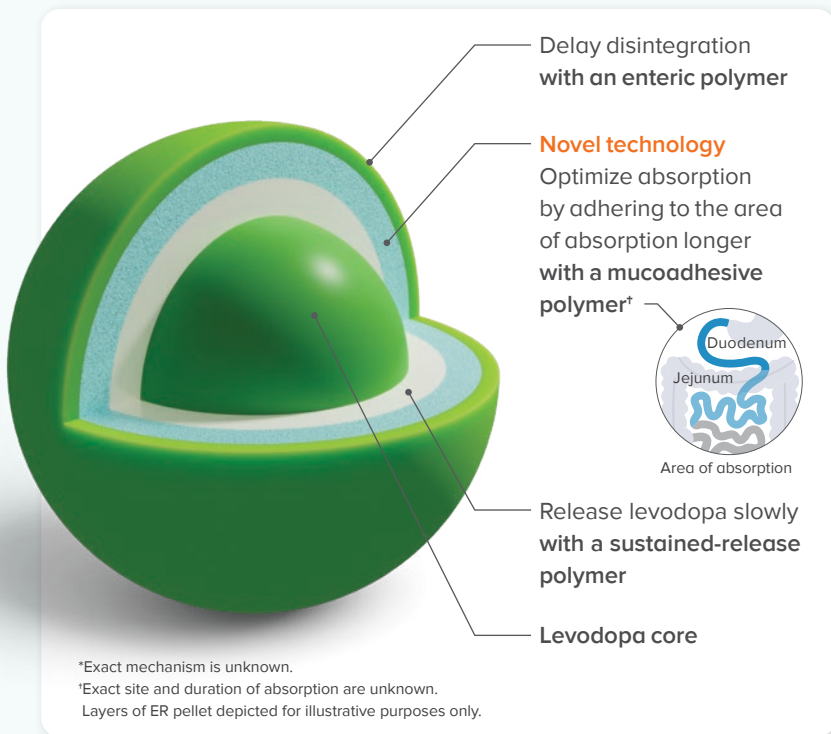 Delay disintegration
with an enteric polymer
Novel technology
Optimize absorption
by adhering to the area
of absorption longer
with a mucoadhesive
polymer†
Duodenum
Jejunum
Area of absorption
Release levodopa slowly
with a sustained-release
polymer
Levodopa core
*Exact mechanism is unknown.
†Exact site and duration of absorption are unknown.
Layers of ER pellet depicted for illustrative purposes only.